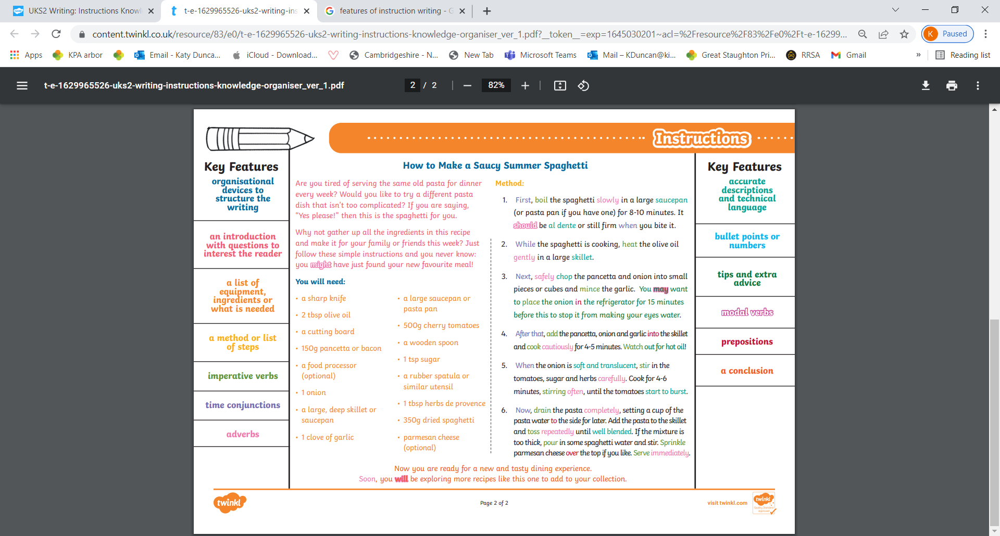 UKS2 Writing: Instructions Knowl
t-e-1629965526-uks2-writing-ins
features of instruction writing - G
content.twinkl.co.uk/resource/83/e0/t-e-1629965526-uks2-writing-instructions-knowledge-organiser_ver_1.pdf?__token__=exp=1645030201~acl=%2Fresource%2F83%2Fe0%2Ft-e-16299...
K Paused
Apps
KPA arbor
Email - Katy Dunca...
iCloud - Download...
Cambridgeshire - N...
New Tab
Microsoft Teams
Mail – KDuncan@ki...
Great Staughton Pri...
RRSA
Gmail
»
Reading list
t-e-1629965526-uks2-writing-instructions-knowledge-organiser_ver_1.pdf
2 / 2
82%
Instructions
Key Features
organisational
devices to
structure the
writing
an introduction
with questions to
interest the reader
a list of
equipment,
ingredients or
what is needed
a method or list
of steps
imperative verbs
time conjunctions
adverbs
How to Make a Saucy Summer Spaghetti
Are you tired of serving the same old pasta for dinner
every week? Would you like to try a different pasta
dish that isn't too complicated? If you are saying,
“Yes please!” then this is the spaghetti for you.
Why not gather up all the ingredients in this recipe
and make it for your family or friends this week? Just
follow these simple instructions and you never know:
you might have just found your new favourite meal!
You will need:
• a sharp knife
• 2 tbsp olive oil
• a cutting board
• 150g pancetta or bacon
• a food processor
(optional)
• 1 onion
• a large, deep skillet or
saucepan
• 1 clove of garlic
• a large saucepan or
pasta pan
• 500g cherry tomatoes
• a wooden spoon
• 1 tsp sugar
• a rubber spatula or
similar utensil
• 1 tbsp herbs de provence
• 350g dried spaghetti
• parmesan cheese
(optional)
Method:
1. First, boil the spaghetti slowly in a large saucepan
(or pasta pan if you have one) for 8-10 minutes. It
should be al dente or still firm when you bite it.
2. While the spaghetti is cooking, heat the olive oil
gently in a large skillet.
3. Next, safely chop the pancetta and onion into small
pieces or cubes and mince the garlic. You may want
to place the onion in the refrigerator for 15 minutes
before this to stop it from making your eyes water.
4. After that, add the pancetta, onion and garlic into the skillet
and cook cautiously for 4-5 minutes. Watch out for hot oil!
5. When the onion is soft and translucent, stir in the
tomatoes, sugar and herbs carefully. Cook for 4-6
minutes, stirring often, until the tomatoes start to burst.
6. Now, drain the pasta completely, setting a cup of the
pasta water to the side for later. Add the pasta to the skillet
and toss repeatedly until well blended. If the mixture is
too thick, pour in some spaghetti water and stir. Sprinkle
parmesan cheese over the top if you like. Serve immediately.
Now you are ready for a new and tasty dining experience.
Soon, you will be exploring more recipes like this one to add to your collection.
Key Features
accurate
descriptions
and technical
language
bullet points or
numbers
tips and extra
advice
modal verbs
prepositions
a conclusion
twinkl
Page 2 of 2
visit twinkl.com
twinkl
Quality Standard
Approved